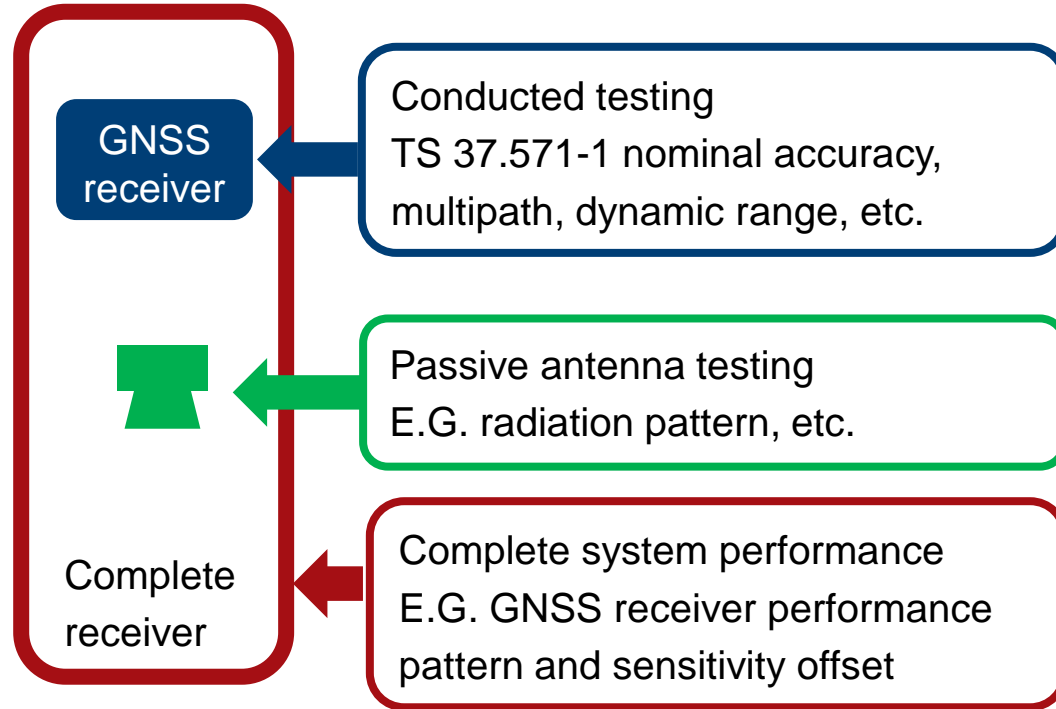 GNSS
receiver
Conducted testing
TS 37.571-1 nominal accuracy,
multipath, dynamic range, etc.
Passive antenna testing
E.G. radiation pattern, etc.
Complete
receiver
Complete system performance
E.G. GNSS receiver performance
pattern and sensitivity offset